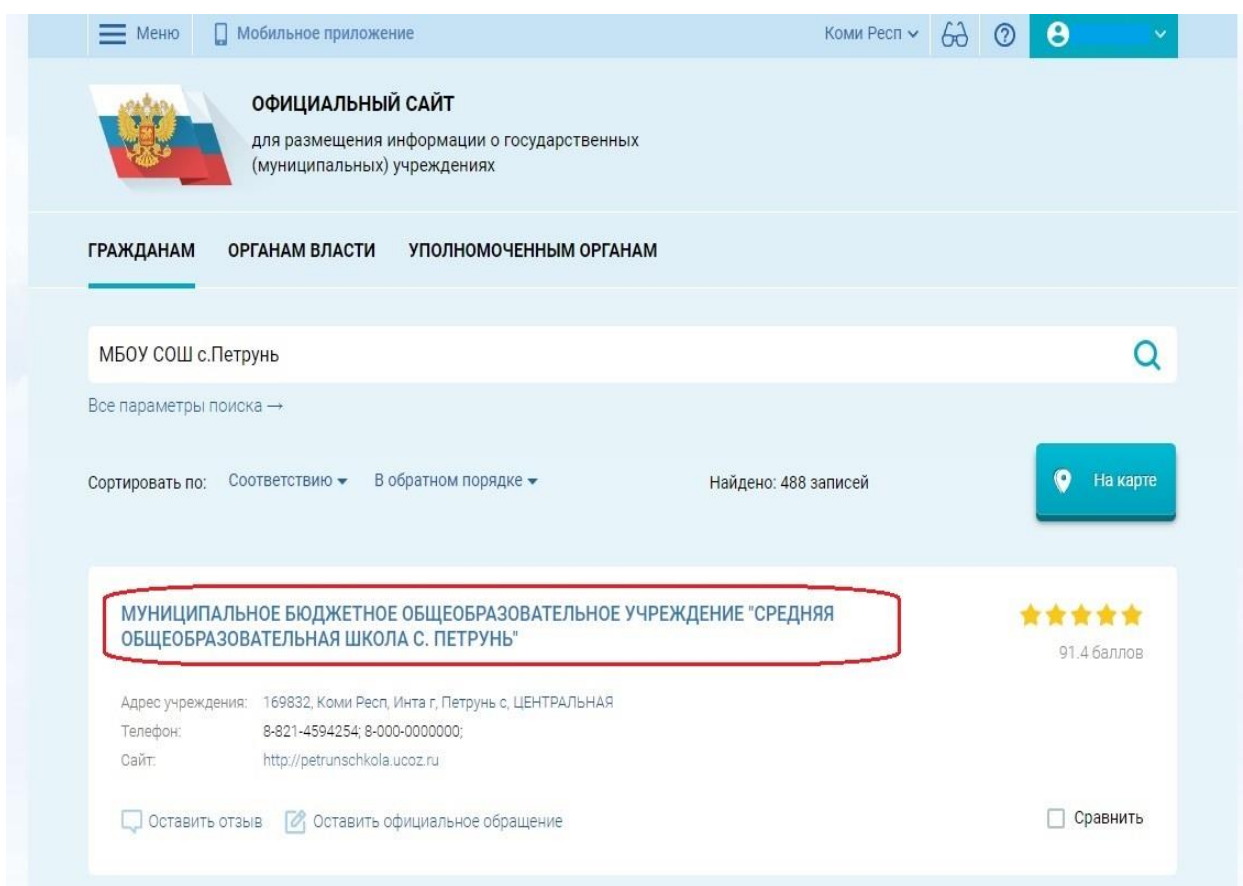 Меню Мобильное приложение Коми Респ
ОФИЦИАЛЬНЫЙ САЙТ
для размещения информации о государственных
(муниципальных) учреждениях
ГРАЖДАНАМ ОРГАНАМ ВЛАСТИ УПОЛНОМОЧЕННЫМ ОРГАНАМ
МБОУ СОШ с.Петрунь
Все параметры поиска →
Сортировать по: Соответствию В обратном порядке Найдено: 488 записей На карте
МУНИЦИПАЛЬНОЕ БЮДЖЕТНОЕ ОБЩЕОБРАЗОВАТЕЛЬНОЕ УЧРЕЖДЕНИЕ "СРЕДНЯЯ
ОБЩЕОБРАЗОВАТЕЛЬНАЯ ШКОЛА С. ПЕТРУНЬ"
91.4 баллов
Адрес учреждения: 169832, Коми Респ, Инта г, Петрунь с, ЦЕНТРАЛЬНАЯ
Телефон: 8-821-4594254; 8-000-0000000;
Сайт: http://petrunschkola.ucoz.ru
Оставить отзыв Оставить официальное обращение Сравнить